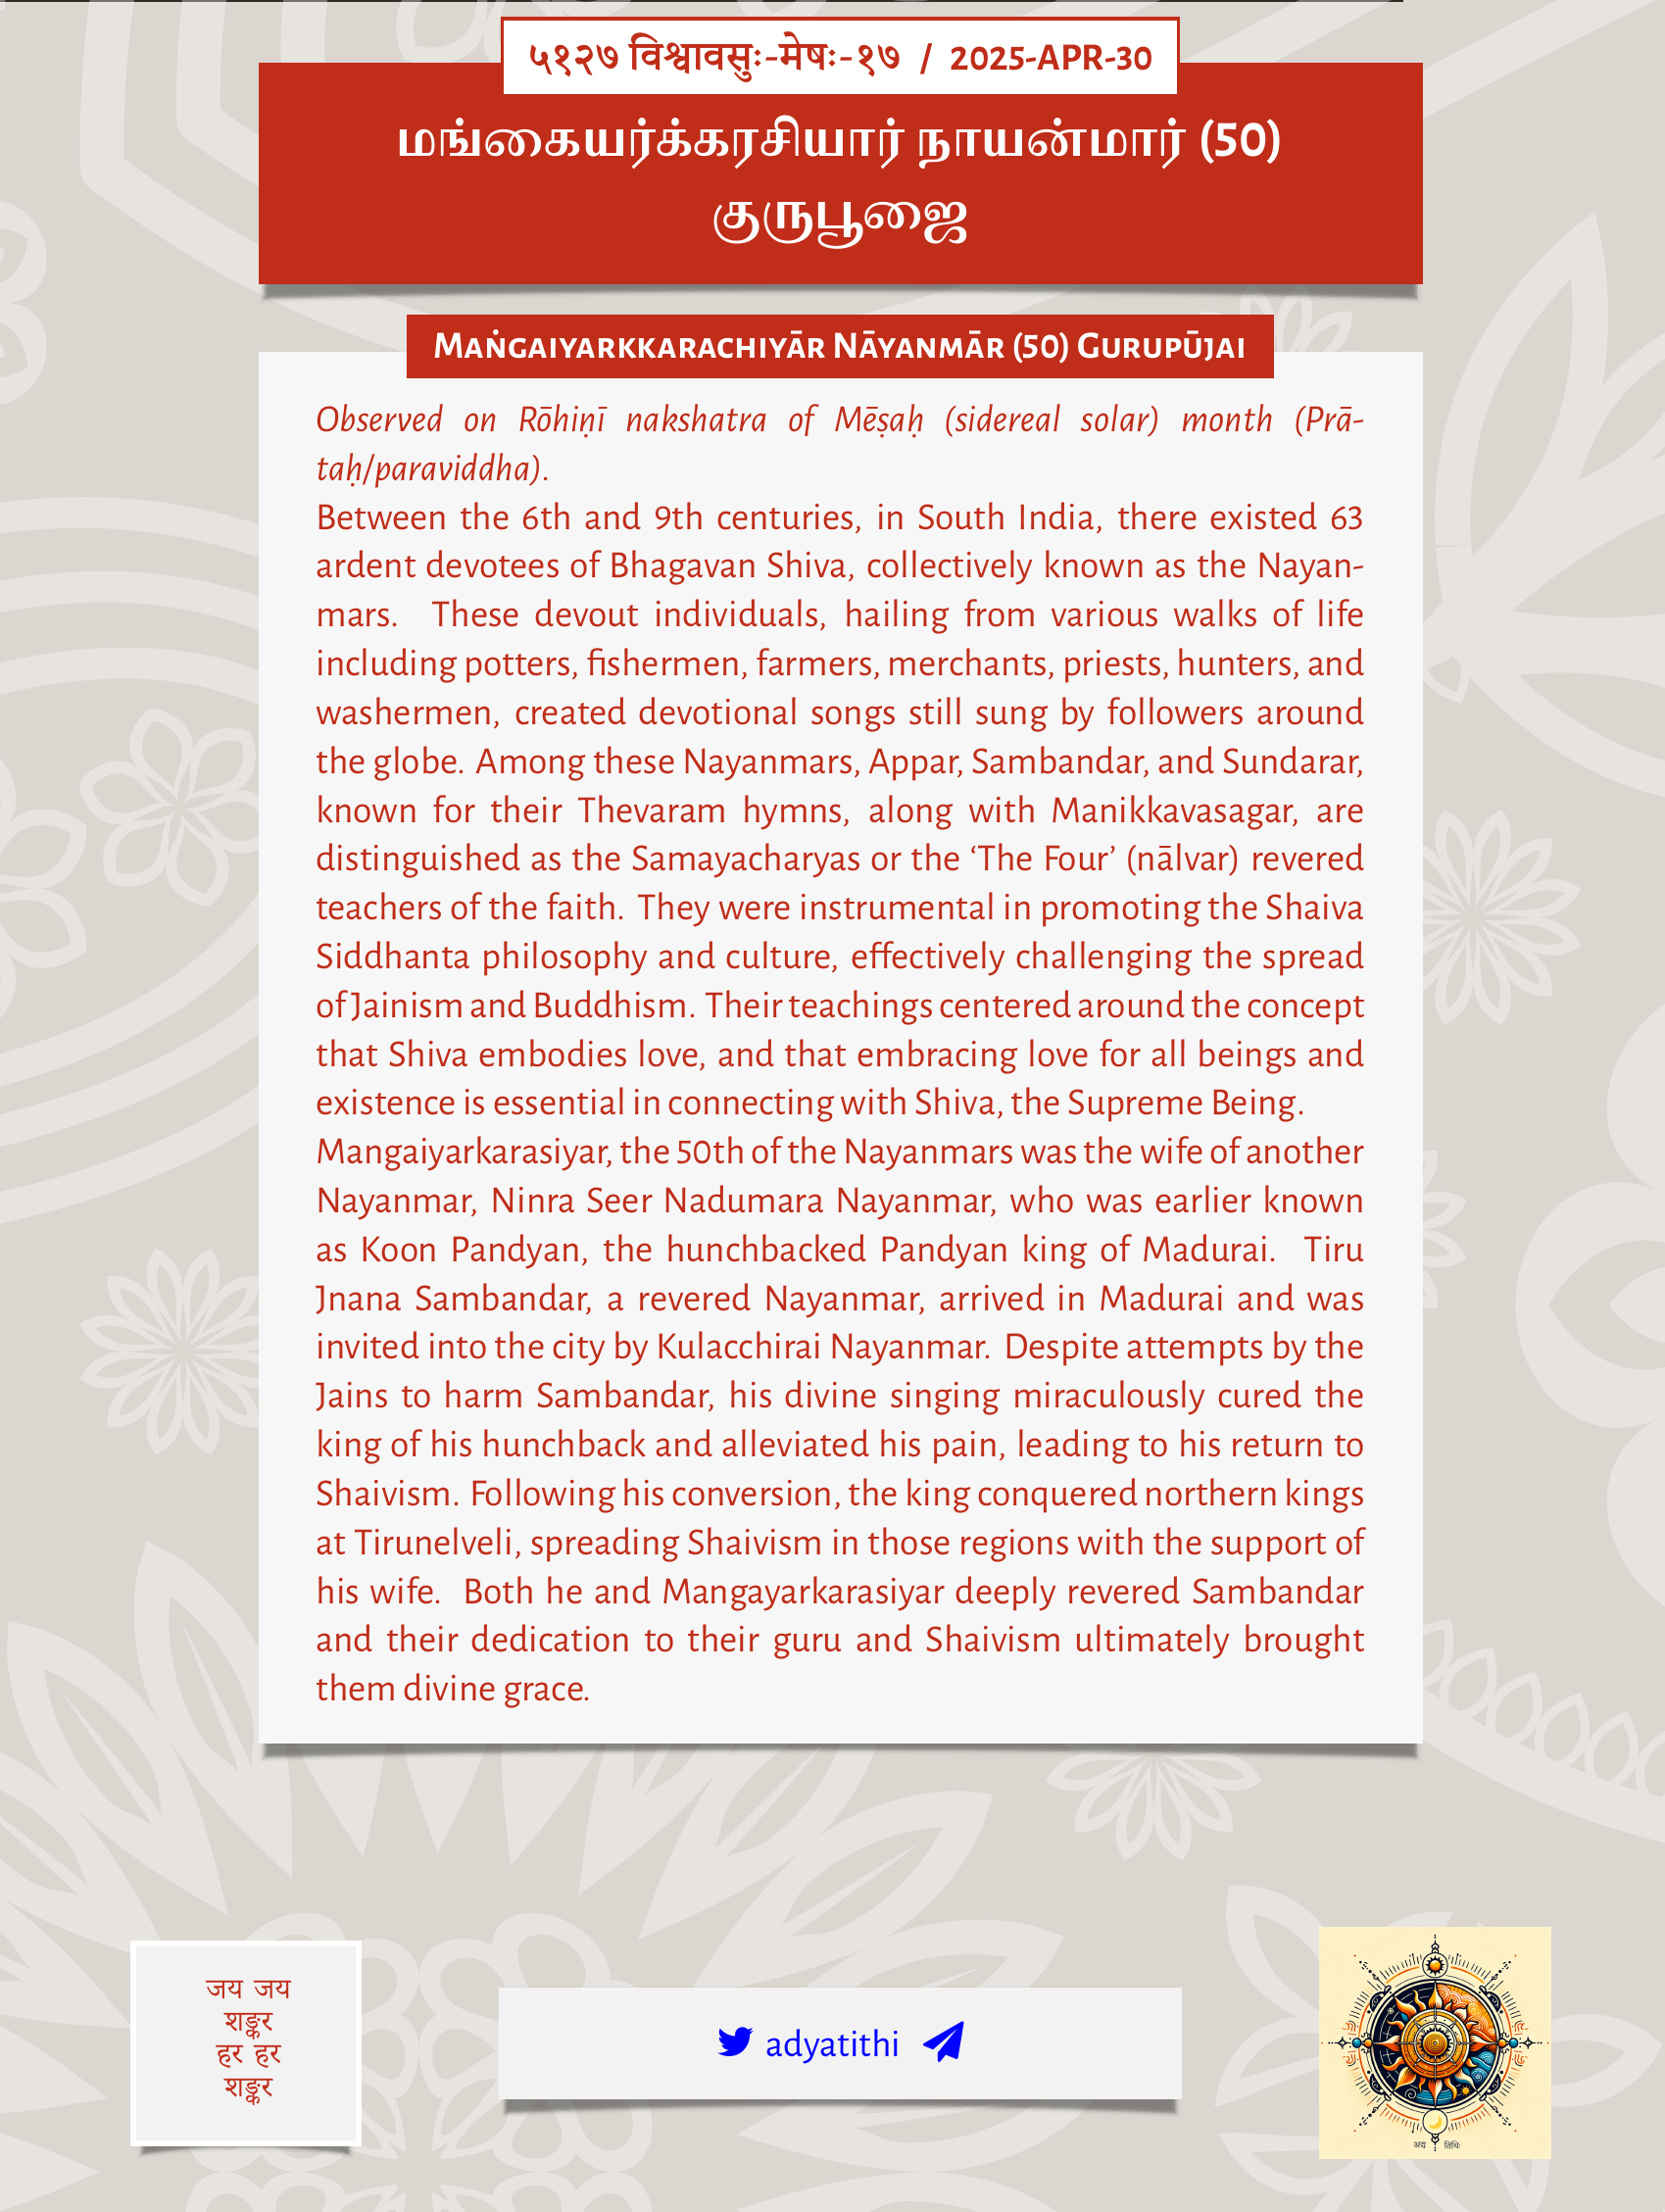 ५१२७ विश्वावसुः-मेषः-१७ / 2025-APR-30
மங்கையர்க்கரசியார் நாயன்மார் (50)
குருபூஜை
Maṅgaiyarkkarachiyār Nāyanmār (50) Gurupūjai
Observed on Rōhiṇī nakshatra of Mēṣaḥ (sidereal solar) month (Prā-
taḥ/paraviddha).
Between the 6th and 9th centuries, in South India, there existed 63
ardent devotees of Bhagavan Shiva, collectively known as the Nayan-
mars. These devout individuals, hailing from various walks of life
including potters, fishermen, farmers, merchants, priests, hunters, and
washermen, created devotional songs still sung by followers around
the globe. Among these Nayanmars, Appar, Sambandar, and Sundarar,
known for their Thevaram hymns, along with Manikkavasagar, are
distinguished as the Samayacharyas or the ‘The Four’ (nālvar) revered
teachers of the faith. They were instrumental in promoting the Shaiva
Siddhanta philosophy and culture, effectively challenging the spread
of Jainism and Buddhism. Their teachings centered around the concept
that Shiva embodies love, and that embracing love for all beings and
existence is essential in connecting with Shiva, the Supreme Being.
Mangaiyarkarasiyar, the 50th of the Nayanmars was the wife of another
Nayanmar, Ninra Seer Nadumara Nayanmar, who was earlier known
as Koon Pandyan, the hunchbacked Pandyan king of Madurai. Tiru
Jnana Sambandar, a revered Nayanmar, arrived in Madurai and was
invited into the city by Kulacchirai Nayanmar. Despite attempts by the
Jains to harm Sambandar, his divine singing miraculously cured the
king of his hunchback and alleviated his pain, leading to his return to
Shaivism. Following his conversion, the king conquered northern kings
at Tirunelveli, spreading Shaivism in those regions with the support of
his wife. Both he and Mangayarkarasiyar deeply revered Sambandar
and their dedication to their guru and Shaivism ultimately brought
them divine grace.
जय जय
शङ्कर
हर हर
शङ्कर
adyatithi
अद्य तिथिः